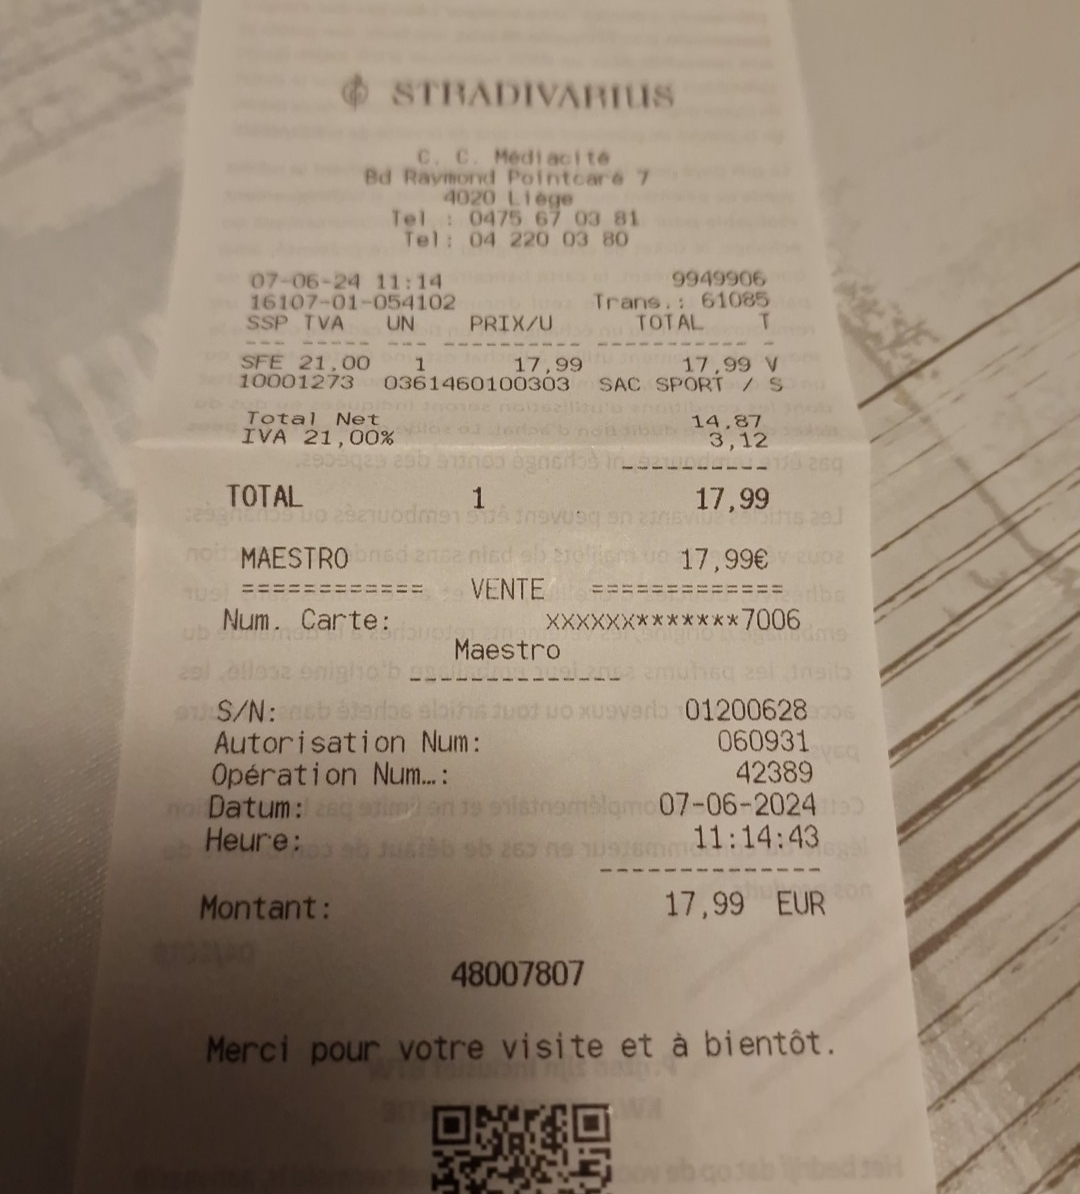 STRADIVARIUS
C. C. Médiacité
Bd Raymond Pointcaré 7
4020 Liège
Tel : 0475 67 03 81
Tel: 04 220 03 80
07-06-24 11:14 9949906
16107-01-054102 Trans.: 61085
SSP TVA UN PRIX/U TOTAL T
SFE 21,00 1 17,99 17,99 V
10001273 0361460100303 SAC SPORT / S
Total Net 14,87
IVA 21,00% 3,12
TOTAL 1 17,99
MAESTRO 17,99€
============ VENTE =============
Num. Carte: xxxxxx*******7006
Maestro
S/N: 01200628
Autorisation Num: 060931
Opération Num…: 42389
Datum: 07-06-2024
Heure: 11:14:43
Montant: 17,99 EUR
48007807
Merci pour votre visite et à bientôt.